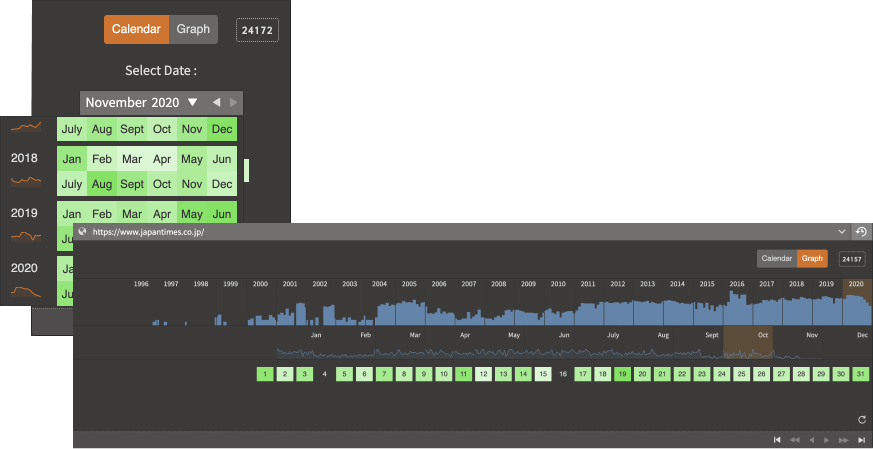 Calendar Graph 24172
Select Date :
November 2020
July Aug Sept Oct Nov Dec
2018 Jan Feb Mar Apr May Jun
July Aug Sept Oct Nov Dec
2019 Jan Feb Mar Apr May Jun
2020
https://www.japantimes.co.jp/
Calendar Graph 24157
1996 1997 1998 1999 2000 2001 2002 2003 2004 2005 2006 2007 2008 2009 2010 2011 2012 2013 2014 2015 2016 2017 2018 2019 2020
Jan Feb Mar Apr May Jun July Aug Sept Oct Nov Dec
1 2 3 4 5 6 7 8 9 10 11 12 13 14 15 16 17 18 19 20 21 22 23 24 25 26 27 28 29 30 31